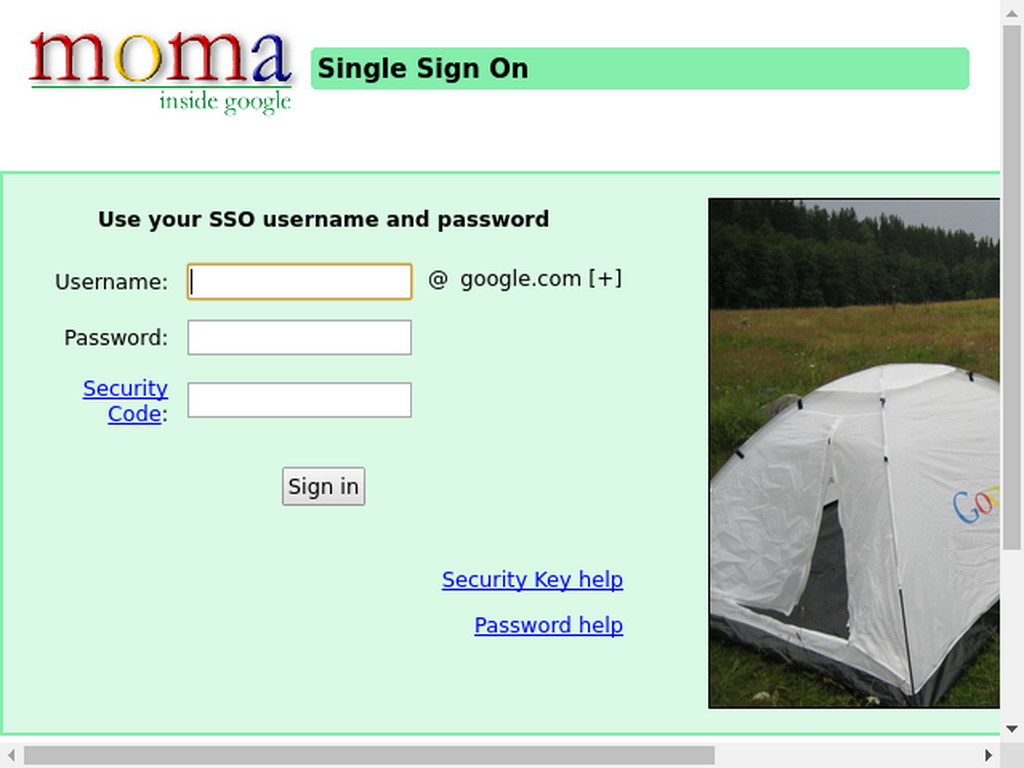 moma
inside google
Single Sign On
Use your SSO username and password
Username:
@ google.com [+]
Password:
Security
Code:
Sign in
Security Key help
Password help